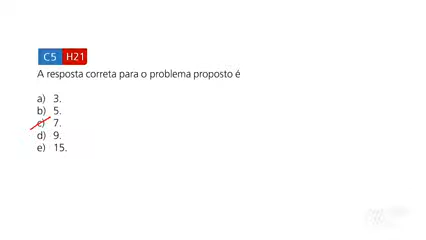 C5 H21
A resposta correta para o problema proposto é
a) 3.
b) 5.
c) 7.
d) 9.
e) 15.